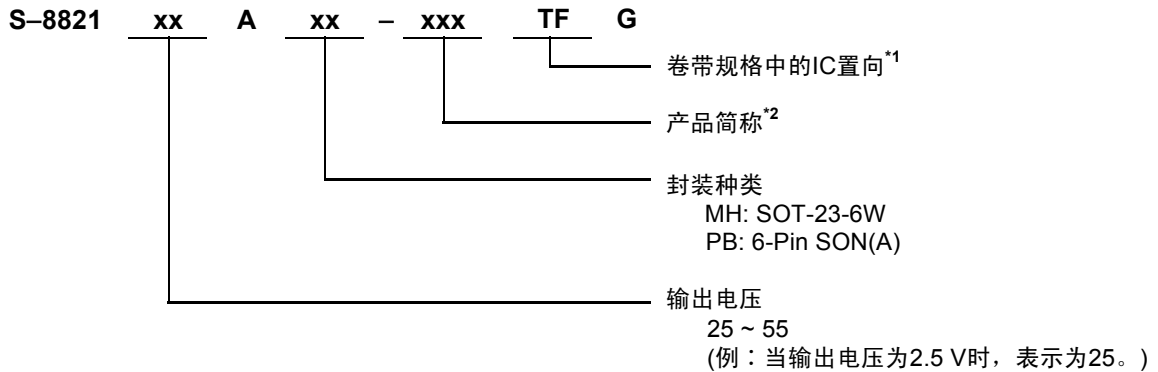 S–8821 xx A xx – xxx TF G
卷带规格中的IC置向*1
产品简称*2
封装种类
MH: SOT-23-6W
PB: 6-Pin SON(A)
输出电压
25 ~ 55
(例：当输出电压为2.5 V时，表示为25。)